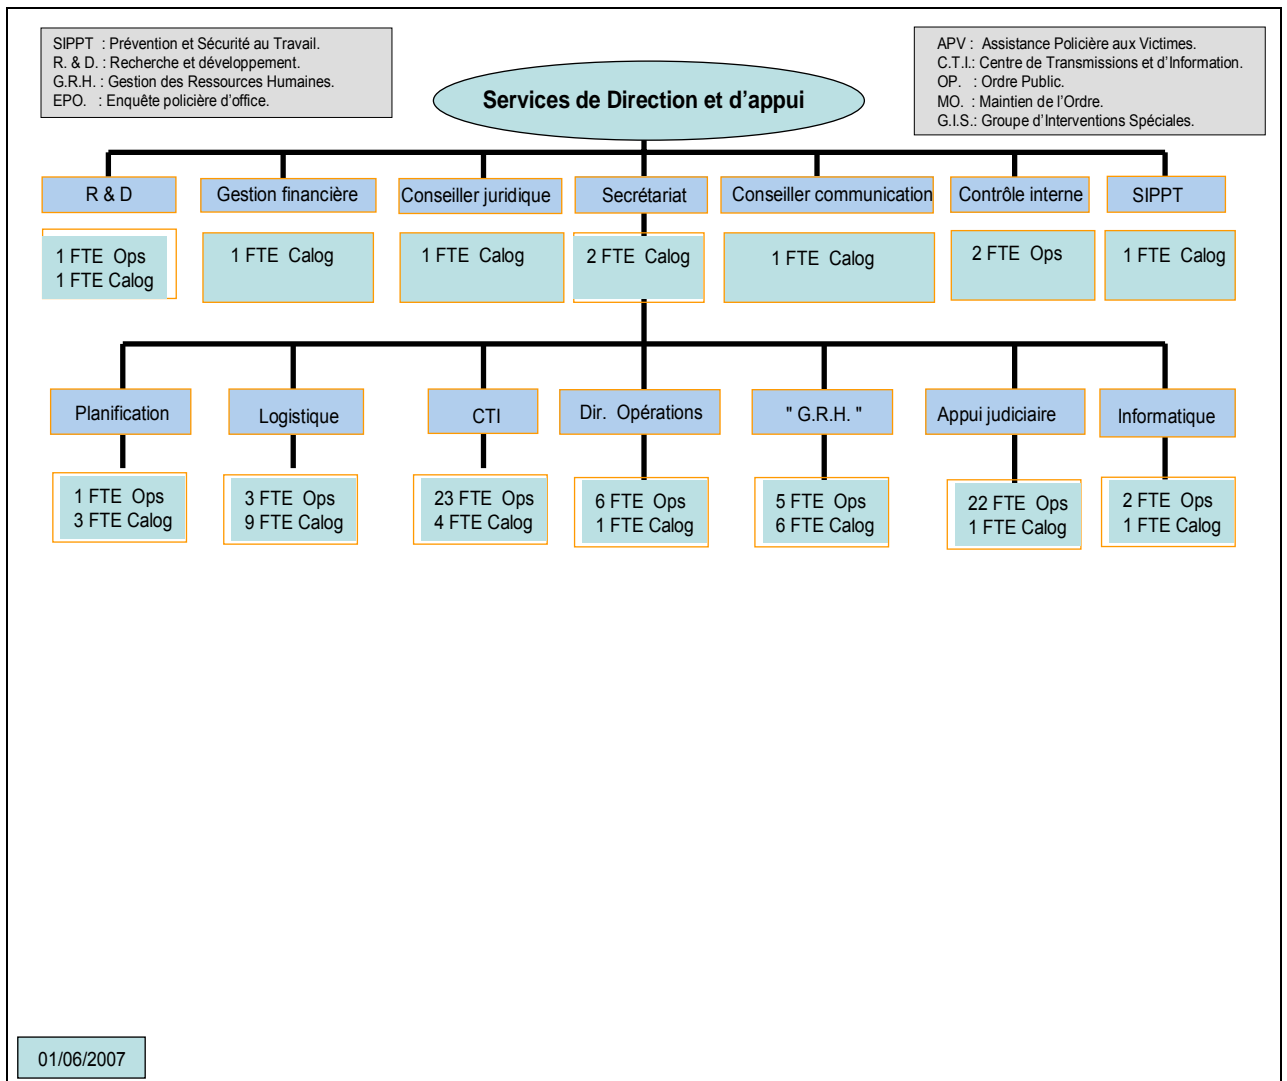 SIPPT : Prévention et Sécurité au Travail.
R. & D. : Recherche et développement.
G.R.H. : Gestion des Ressources Humaines.
EPO. : Enquête policière d'office.
APV : Assistance Policière aux Victimes.
C.T.I.: Centre de Transmissions et d'Information.
OP. : Ordre Public.
MO. : Maintien de l'Ordre.
G.I.S.: Groupe d'Interventions Spéciales.
Services de Direction et d'appui
R & D
Gestion financière
Conseiller juridique
Secrétariat
Conseiller communication
Contrôle interne
SIPPT
1 FTE Ops
1 FTE Calog
1 FTE Calog
1 FTE Calog
2 FTE Calog
1 FTE Calog
2 FTE Ops
1 FTE Calog
Planification
Logistique
CTI
Dir. Opérations
" G.R.H. "
Appui judiciaire
Informatique
1 FTE Ops
3 FTE Calog
3 FTE Ops
9 FTE Calog
23 FTE Ops
4 FTE Calog
6 FTE Ops
1 FTE Calog
5 FTE Ops
6 FTE Calog
22 FTE Ops
1 FTE Calog
2 FTE Ops
1 FTE Calog
01/06/2007